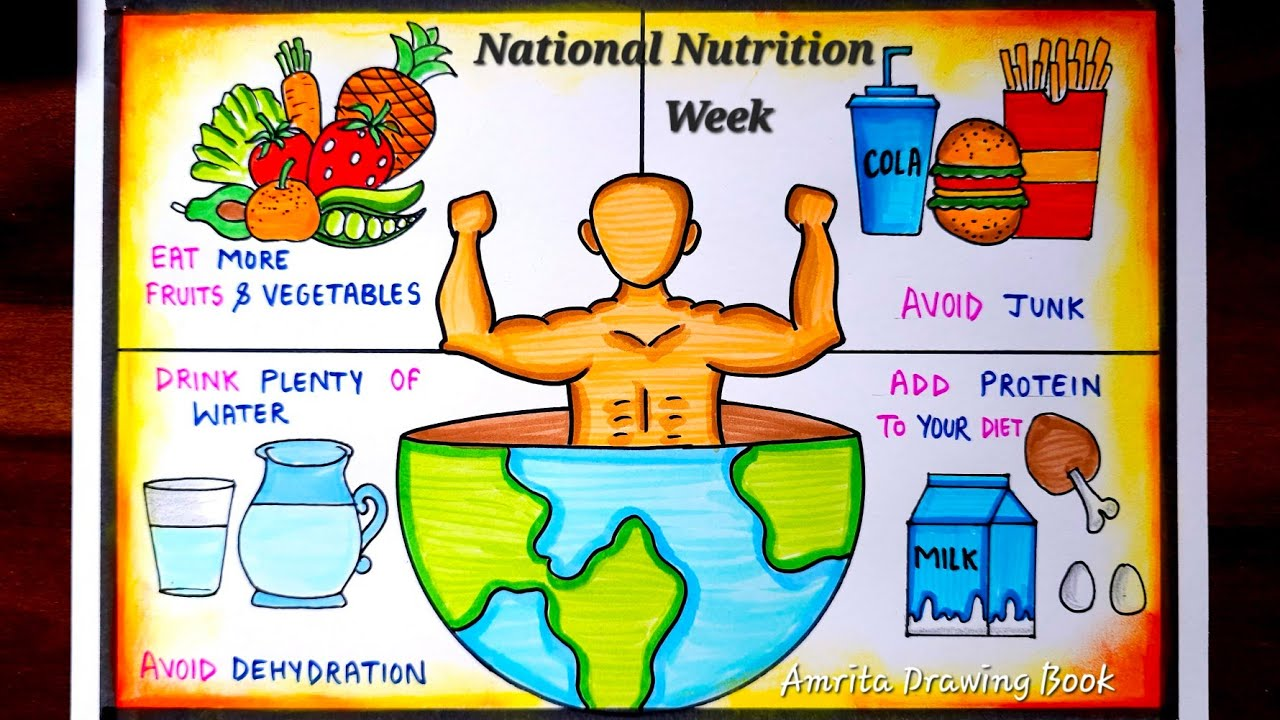 National Nutrition
Week
EAT MORE
FRUITS & VEGETABLES
COLA
AVOID JUNK
DRINK PLENTY OF
WATER
AVOID DEHYDRATION
ADD PROTEIN
TO YOUR DIET
MILK
Amrita Drawing Book